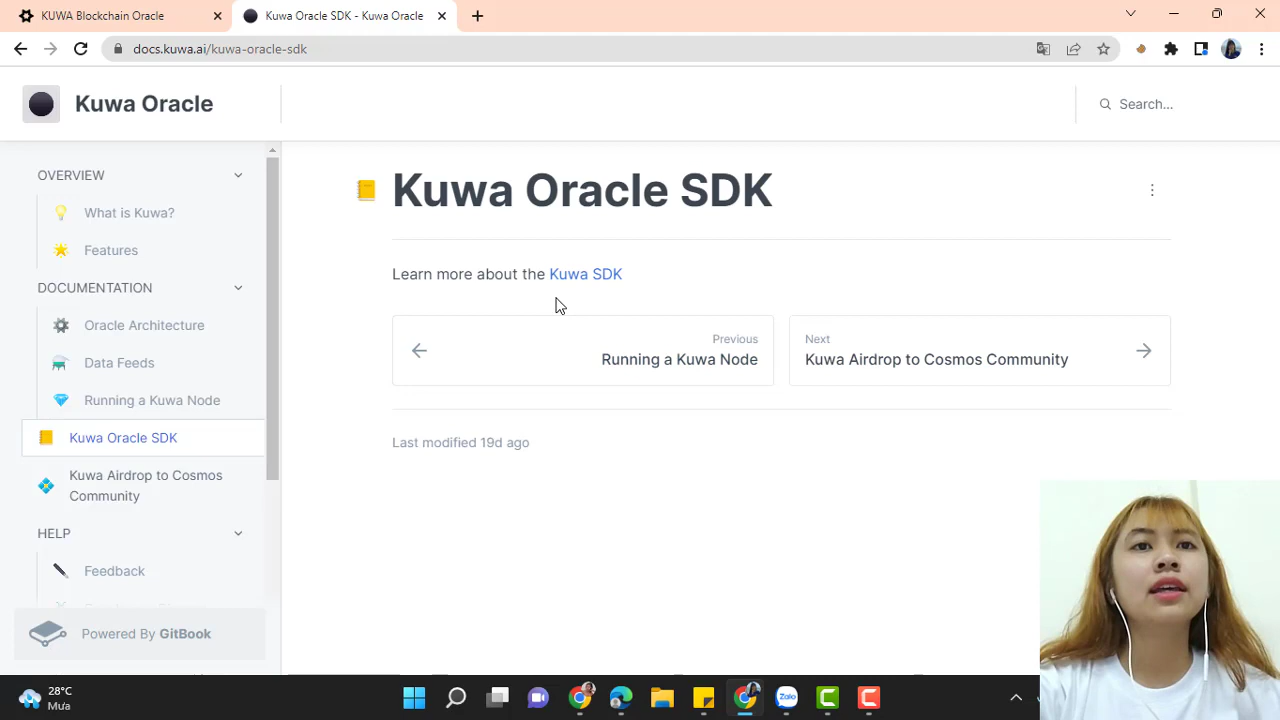 KUWA Blockchain Oracle
Kuwa Oracle SDK - Kuwa Oracle
docs.kuwa.ai/kuwa-oracle-sdk
Kuwa Oracle
Search...
OVERVIEW
What is Kuwa?
Features
DOCUMENTATION
Oracle Architecture
Data Feeds
Running a Kuwa Node
Kuwa Oracle SDK
Kuwa Airdrop to Cosmos
Community
HELP
Feedback
Powered By GitBook
Kuwa Oracle SDK
Learn more about the Kuwa SDK
Previous
Running a Kuwa Node
Next
Kuwa Airdrop to Cosmos Community
Last modified 19d ago
28°C
Mưa
Zalo